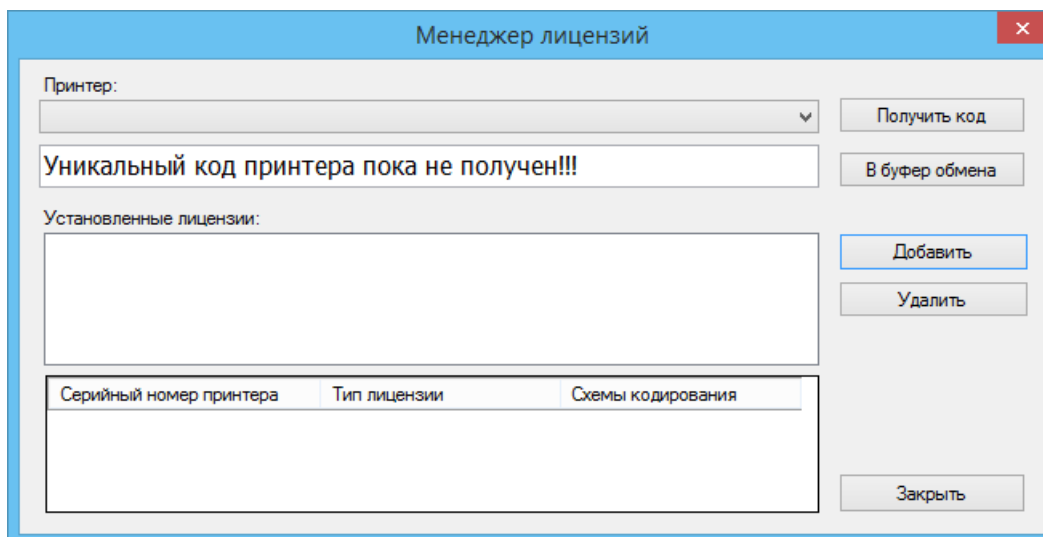 Менеджер лицензий
Принтер:
Получить код
Уникальный код принтера пока не получен!!!
В буфер обмена
Установленные лицензии:
Добавить
Удалить
Серийный номер принтера Тип лицензии Схемы кодирования
Закрыть